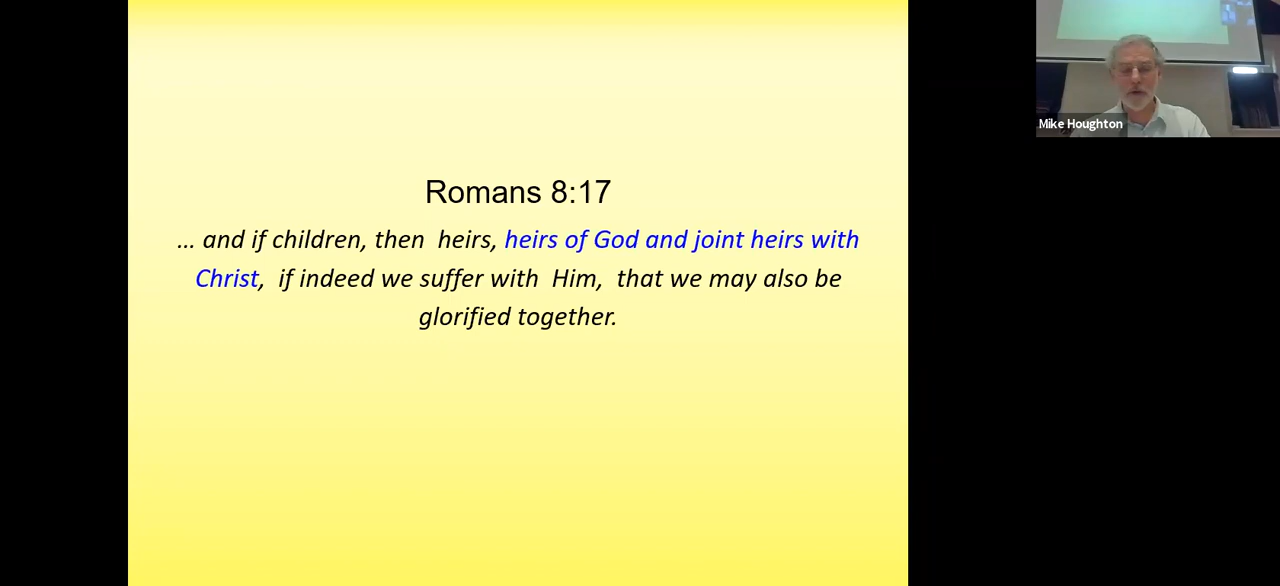 Romans 8:17
... and if children, then  heirs, heirs of God and joint heirs with
Christ,  if indeed we suffer with  Him,  that we may also be
glorified together.
Mike Houghton